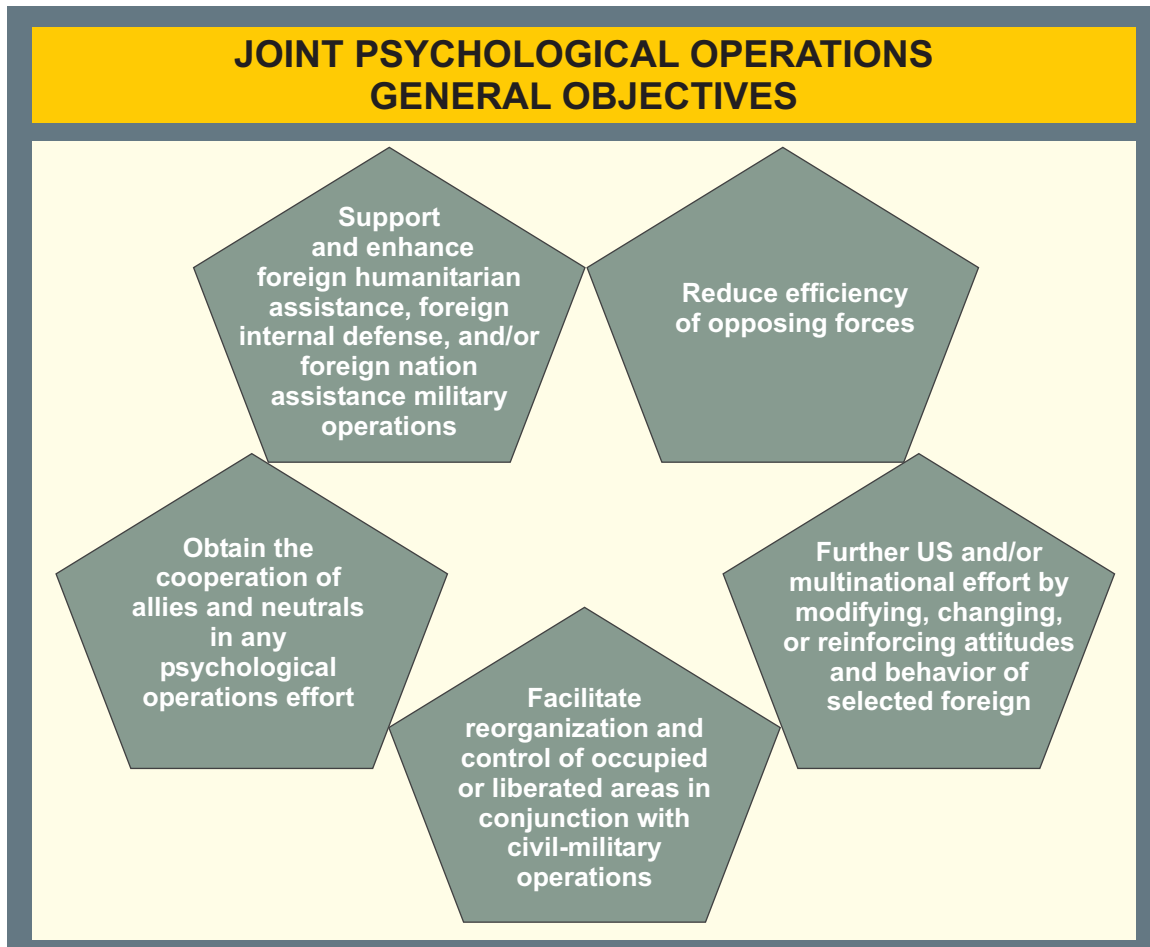 JOINT PSYCHOLOGICAL OPERATIONS
GENERAL OBJECTIVES
Support
and enhance
foreign humanitarian
assistance, foreign
internal defense, and/or
foreign nation
assistance military
operations
Reduce efficiency
of opposing forces
Obtain the
cooperation of
allies and neutrals
in any
psychological
operations effort
Further US and/or
multinational effort by
modifying, changing,
or reinforcing attitudes
and behavior of
selected foreign
Facilitate
reorganization and
control of occupied
or liberated areas in
conjunction with
civil-military
operations